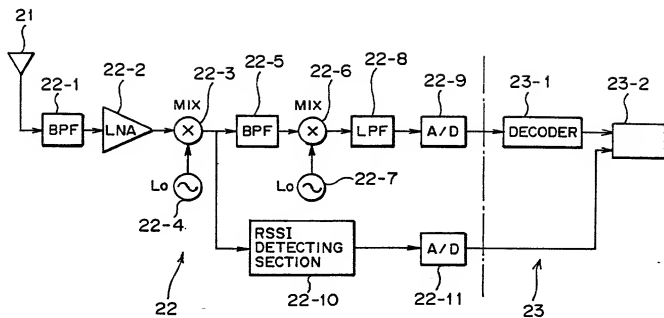 21
22-1
22-2
22-3
22-5
22-6
22-8
22-9
23-1
23-2
MIX
MIX
BPF
LNA
BPF
LPF
A/D
DECODER
Lo
Lo
22-4
22-7
RSSI
DETECTING
SECTION
A/D
22
22-10
22-11
23